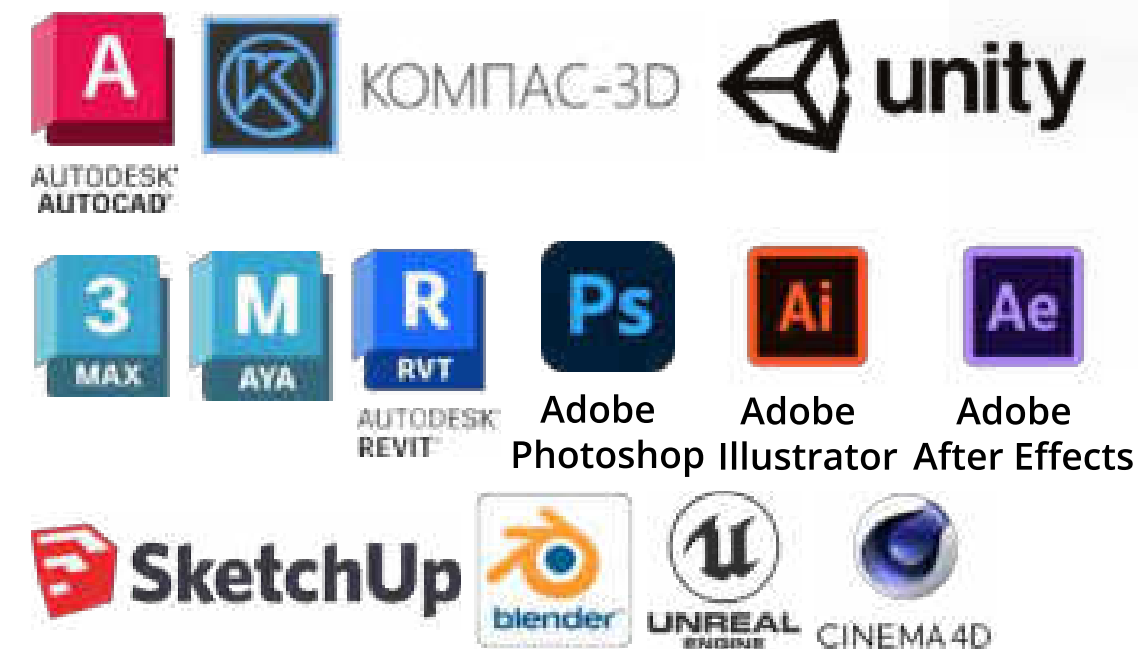 A
AUTODESK®
AUTOCAD®
КОМПАС-3D
unity
3
MAX
M
AYA
R
RVT
AUTODESK®
REVIT®
Ps
Adobe
Photoshop
Ai
Adobe
Illustrator
Ae
Adobe
After Effects
SketchUp
blender
UNREAL
ENGINE
CINEMA 4D